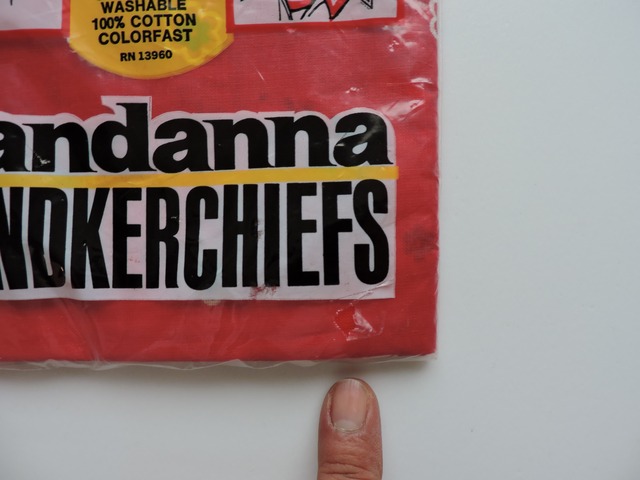 WASHABLE
100% COTTON
COLORFAST
RN 13960
andanna
NDKERCHIEFS